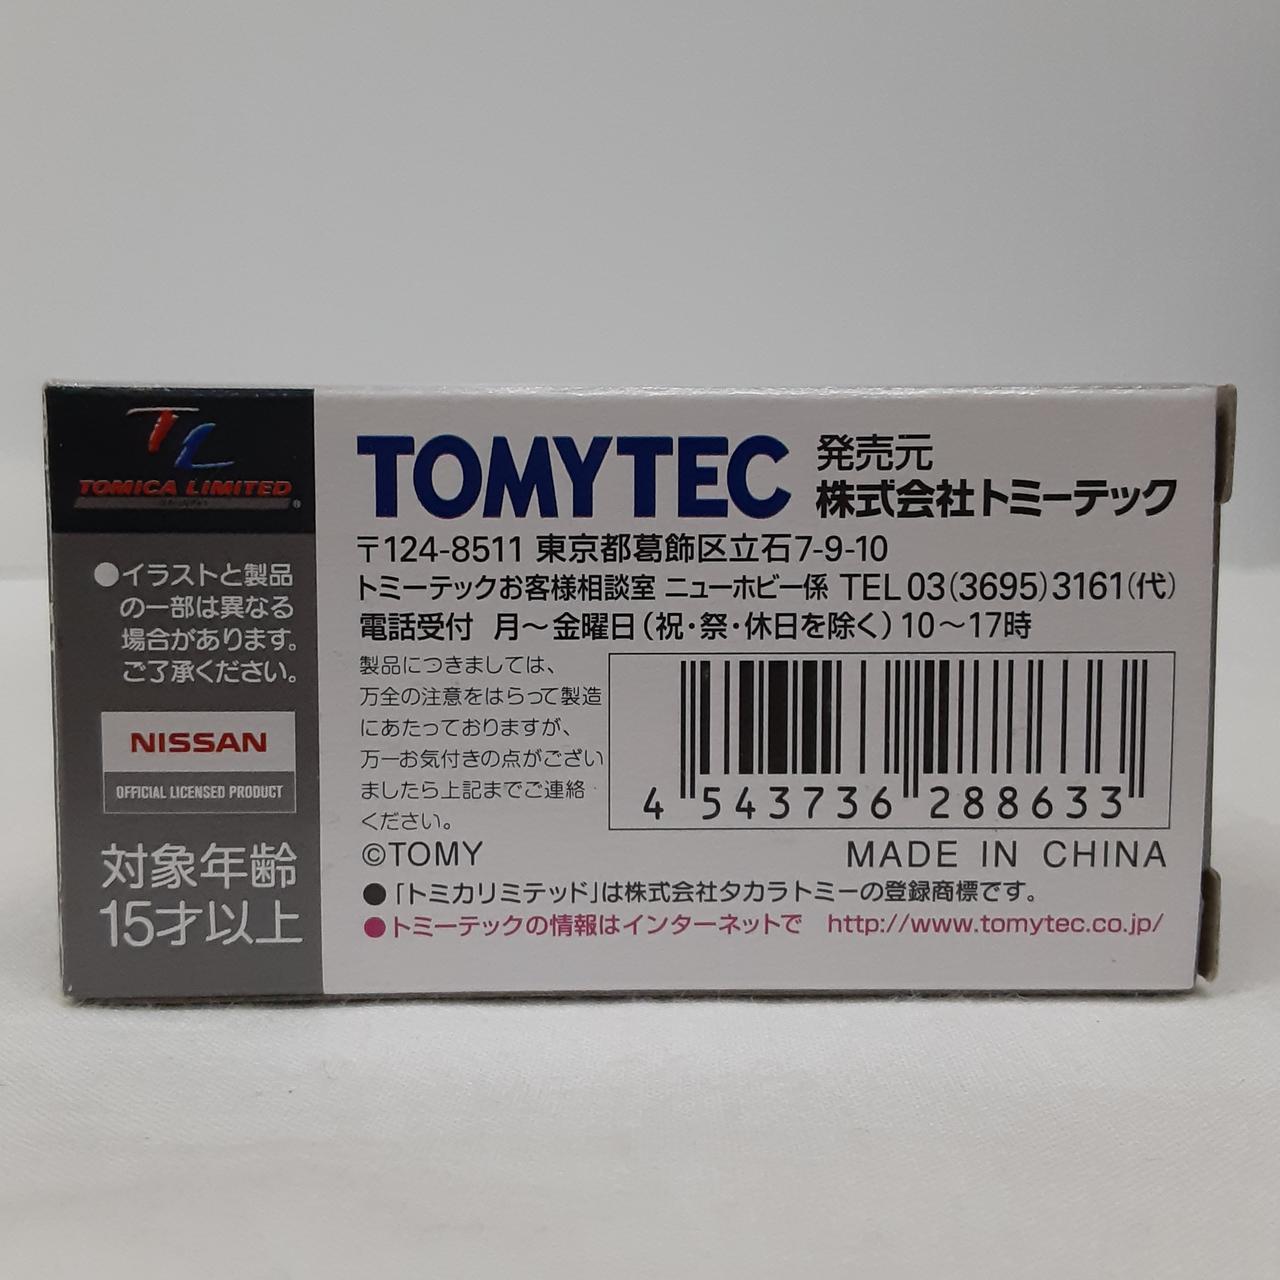 TL
TOMICA LIMITED
®
●イラストと製品
の一部は異なる
場合があります。
ご了承ください。
NISSAN
OFFICIAL LICENSED PRODUCT
対象年齢
15才以上
TOMYTEC 発売元
株式会社トミーテック
〒124-8511 東京都葛飾区立石7-9-10
トミーテックお客様相談室 ニューホビー係 TEL 03(3695)3161(代)
電話受付 月〜金曜日(祝・祭・休日を除く)10〜17時
製品につきましては、
万全の注意をはらって製造
にあたっておりますが、
万一お気付きの点がござい
ましたら上記までご連絡
ください。
4 543736 288633
©TOMY MADE IN CHINA
●「トミカリミテッド」は株式会社タカラトミーの登録商標です。
●トミーテックの情報はインターネットで http://www.tomytec.co.jp/